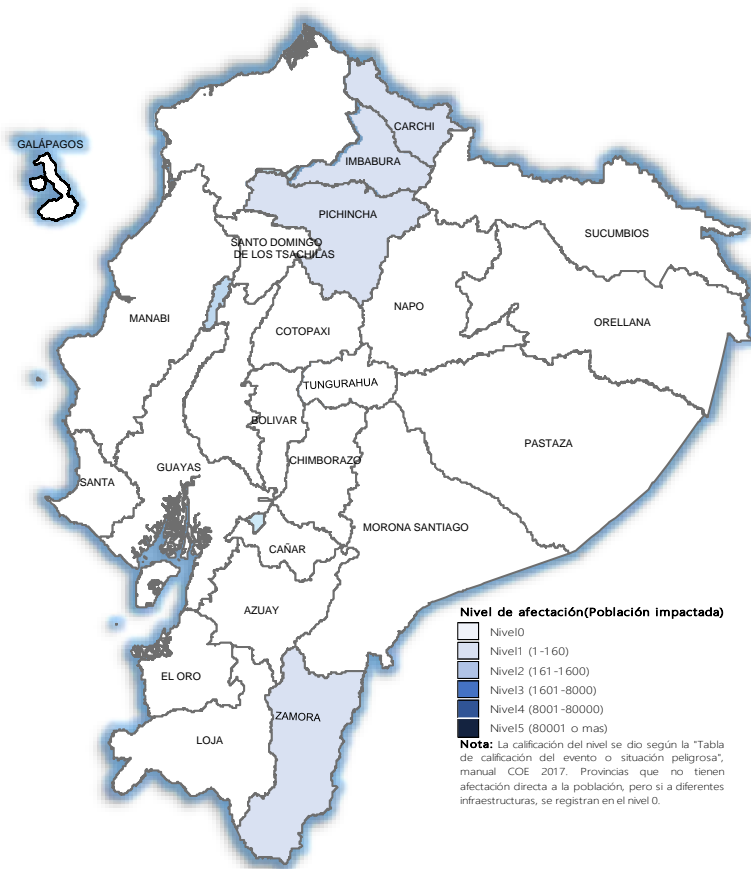 CARCHI
GALÁPAGOS
IMBABURA
PICHINCHA
SUCUMBIOS
SANTO DOMINGO
DE LOS TSACHILAS
NAPO
MANABI
ORELLANA
COTOPAXI
TUNGURAHUA
BOLIVAR
PASTAZA
CHIMBORAZO
GUAYAS
SANTA
MORONA SANTIAGO
CAÑAR
AZUAY
EL ORO
ZAMORA
LOJA
Nivel de afectación(Población impactada)
Nivel0
Nivel1 (1-160)
Nivel2 (161-1600)
Nivel3 (1601-8000)
Nivel4 (8001-80000)
Nivel5 (80001 o mas)
Nota: La calificación del nivel se dio según la "Tabla
de calificación del evento o situación peligrosa",
manual COE 2017. Provincias que no tienen
afectación directa a la población, pero si a diferentes
infraestructuras, se registran en el nivel 0.